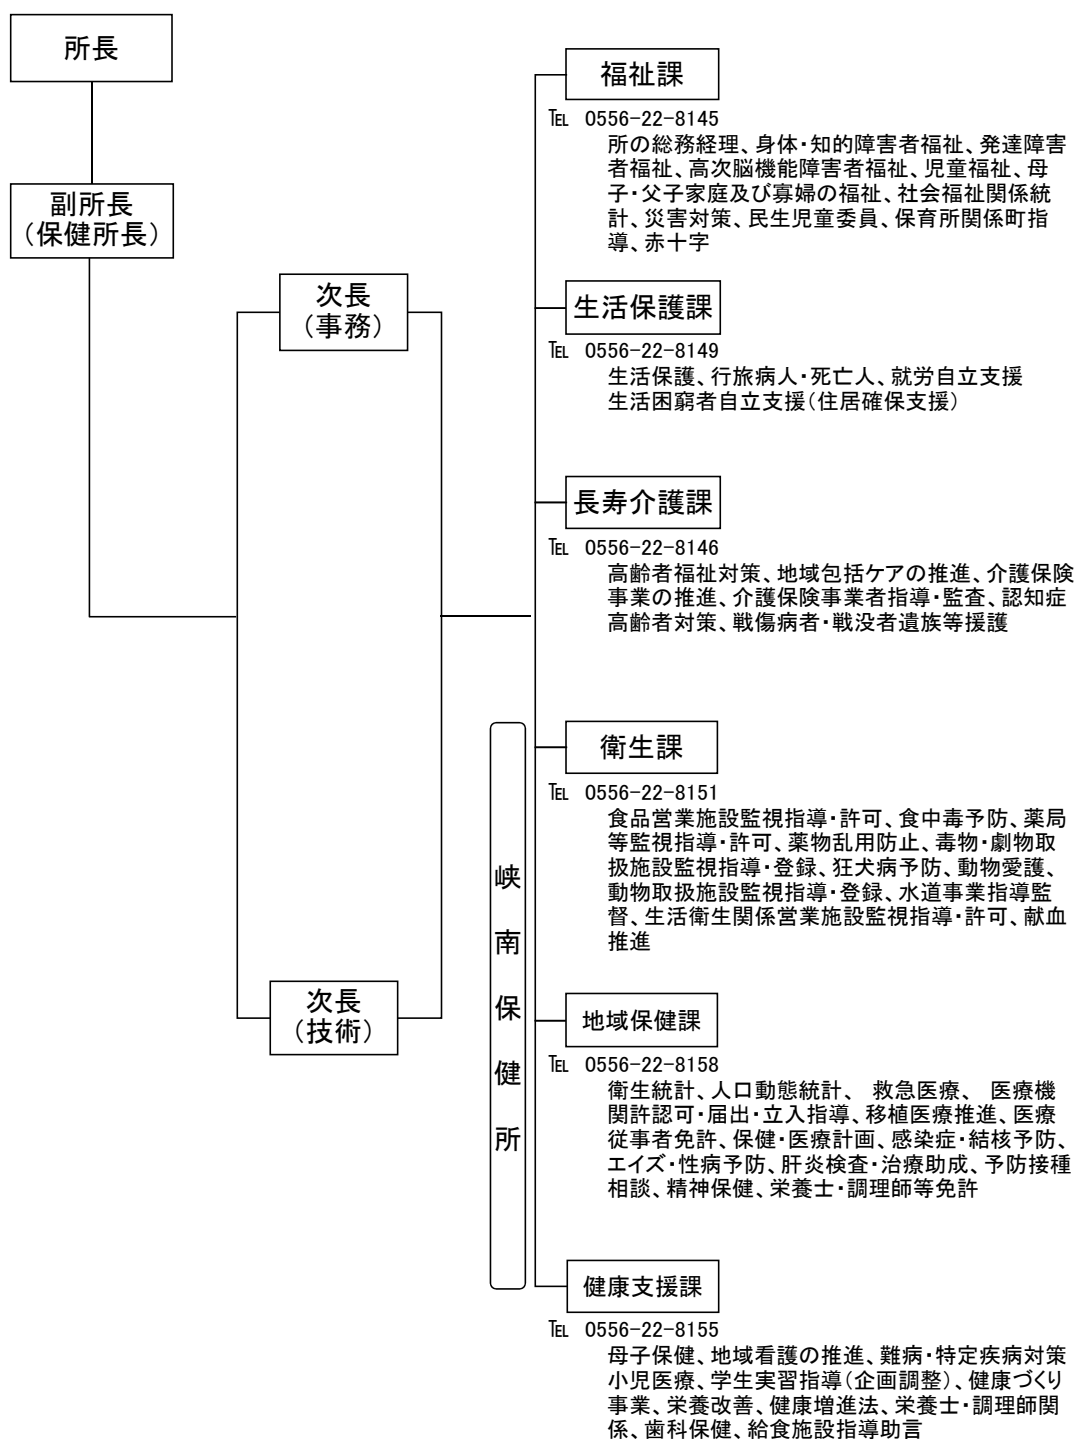 所長
副所長
（保健所長）
次長
（事務）
次長
（技術）
福祉課
℡ 0556-22-8145
所の総務経理、身体・知的障害者福祉、発達障害
者福祉、高次脳機能障害者福祉、児童福祉、母
子・父子家庭及び寡婦の福祉、社会福祉関係統
計、災害対策、民生児童委員、保育所関係町指
導、赤十字
生活保護課
℡ 0556-22-8149
生活保護、行旅病人・死亡人、就労自立支援
生活困窮者自立支援（住居確保支援）
長寿介護課
℡ 0556-22-8146
高齢者福祉対策、地域包括ケアの推進、介護保険
事業の推進、介護保険事業者指導・監査、認知症
高齢者対策、戦傷病者・戦没者遺族等援護
峡南保健所
衛生課
℡ 0556-22-8151
食品営業施設監視指導・許可、食中毒予防、薬局
等監視指導・許可、薬物乱用防止、毒物・劇物取
扱施設監視指導・登録、狂犬病予防、動物愛護、
動物取扱施設監視指導・登録、水道事業指導監
督、生活衛生関係営業施設監視指導・許可、献血
推進
地域保健課
℡ 0556-22-8158
衛生統計、人口動態統計、 救急医療、 医療機
関許認可・届出・立入指導、移植医療推進、医療
従事者免許、保健・医療計画、感染症・結核予防、
エイズ・性病予防、肝炎検査・治療助成、予防接種
相談、精神保健、栄養士・調理師等免許
健康支援課
℡ 0556-22-8155
母子保健、地域看護の推進、難病・特定疾病対策
小児医療、学生実習指導（企画調整）、健康づくり
事業、栄養改善、健康増進法、栄養士・調理師関
係、歯科保健、給食施設指導助言